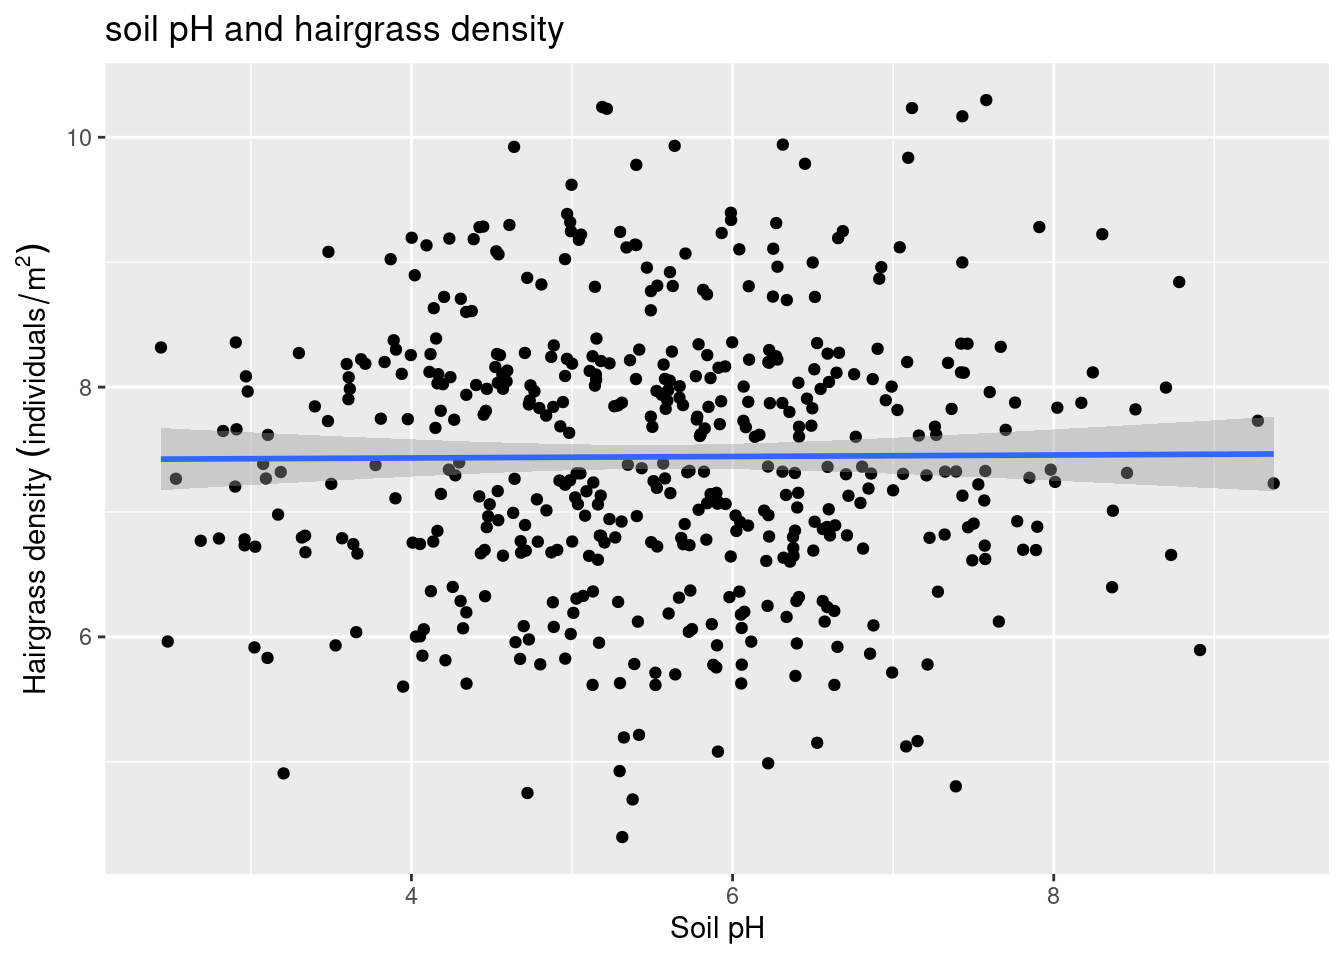 soil pH and hairgrass density
Hairgrass density (individuals/m²)
10
8
6
4 6 8
Soil pH